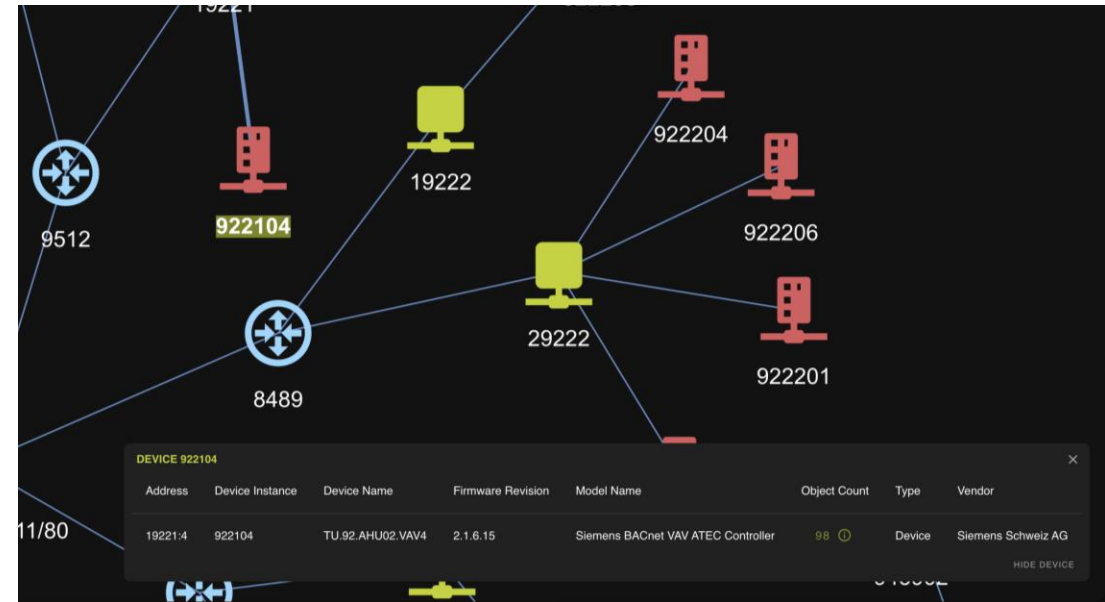 19221
922204
19222
922104
922206
9512
29222
922201
8489
DEVICE 922104
Address Device Instance Device Name Firmware Revision Model Name Object Count Type Vendor
19221:4 922104 TU.92.AHU02.VAV4 2.1.6.15 Siemens BACnet VAV ATEC Controller 98 Device Siemens Schweiz AG
11/80
HIDE DEVICE